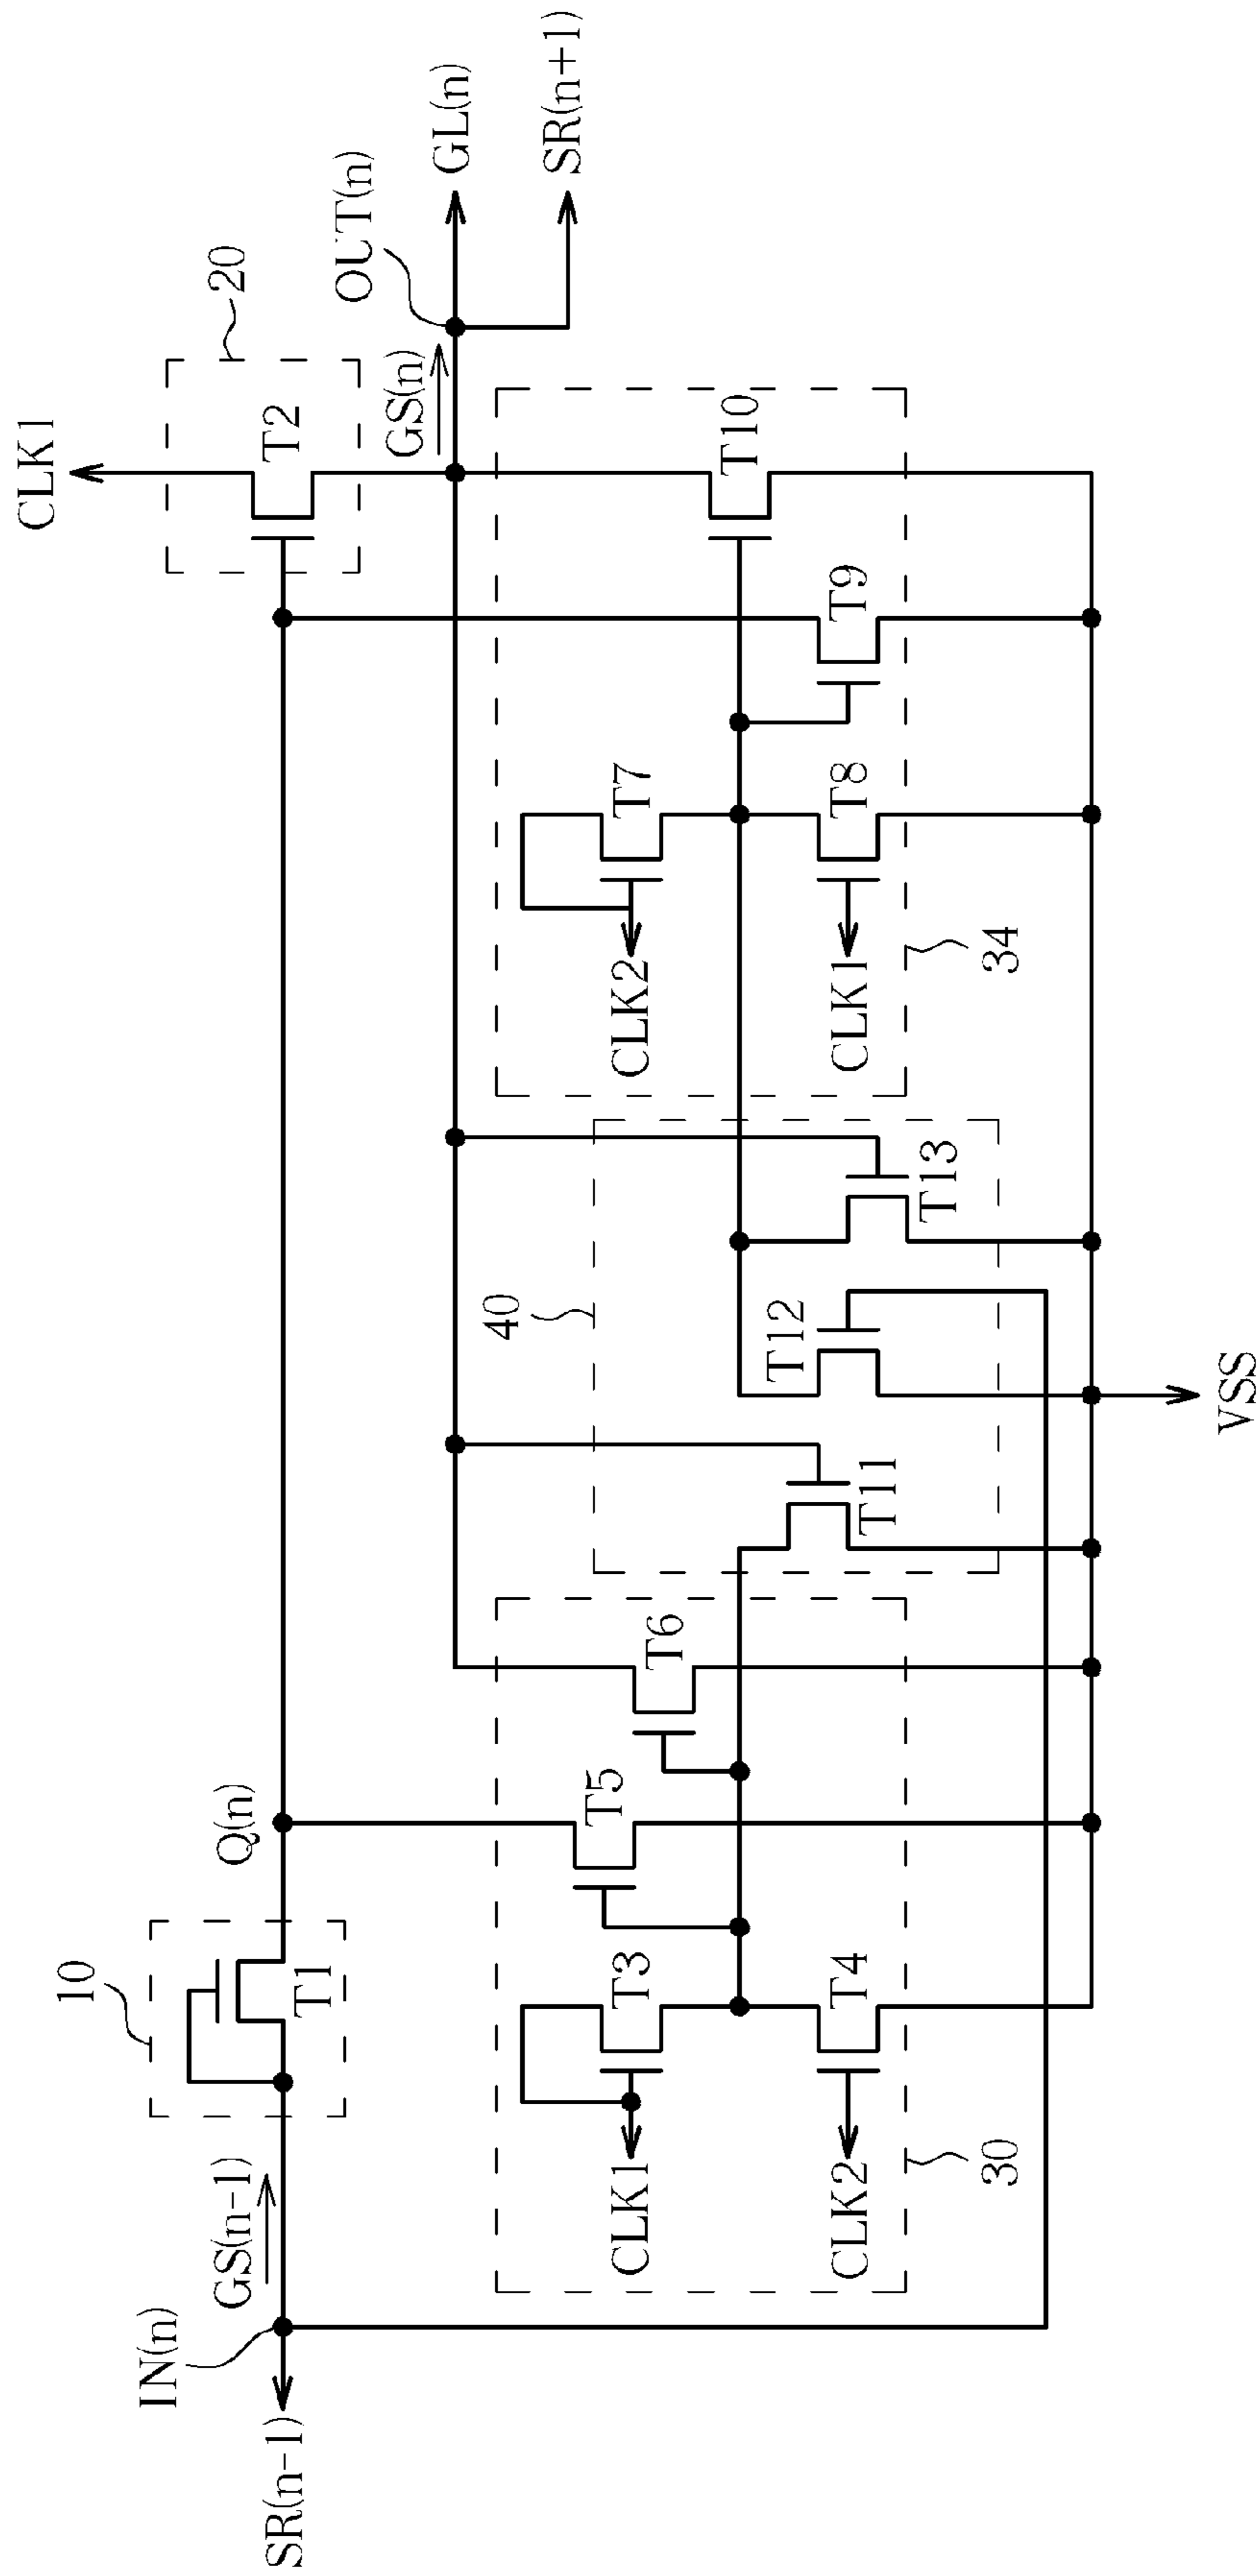 CLK1
20
T2
10
Q(n)
OUT(n)
GL(n)
IN(n)
GS(n-1)
T1
GS(n)
SR(n-1)
SR(n+1)
40
CLK1
T3
T5
T6
CLK2
T7
T10
CLK2
T4
T11
T12
T13
CLK1
T8
T9
30
34
VSS